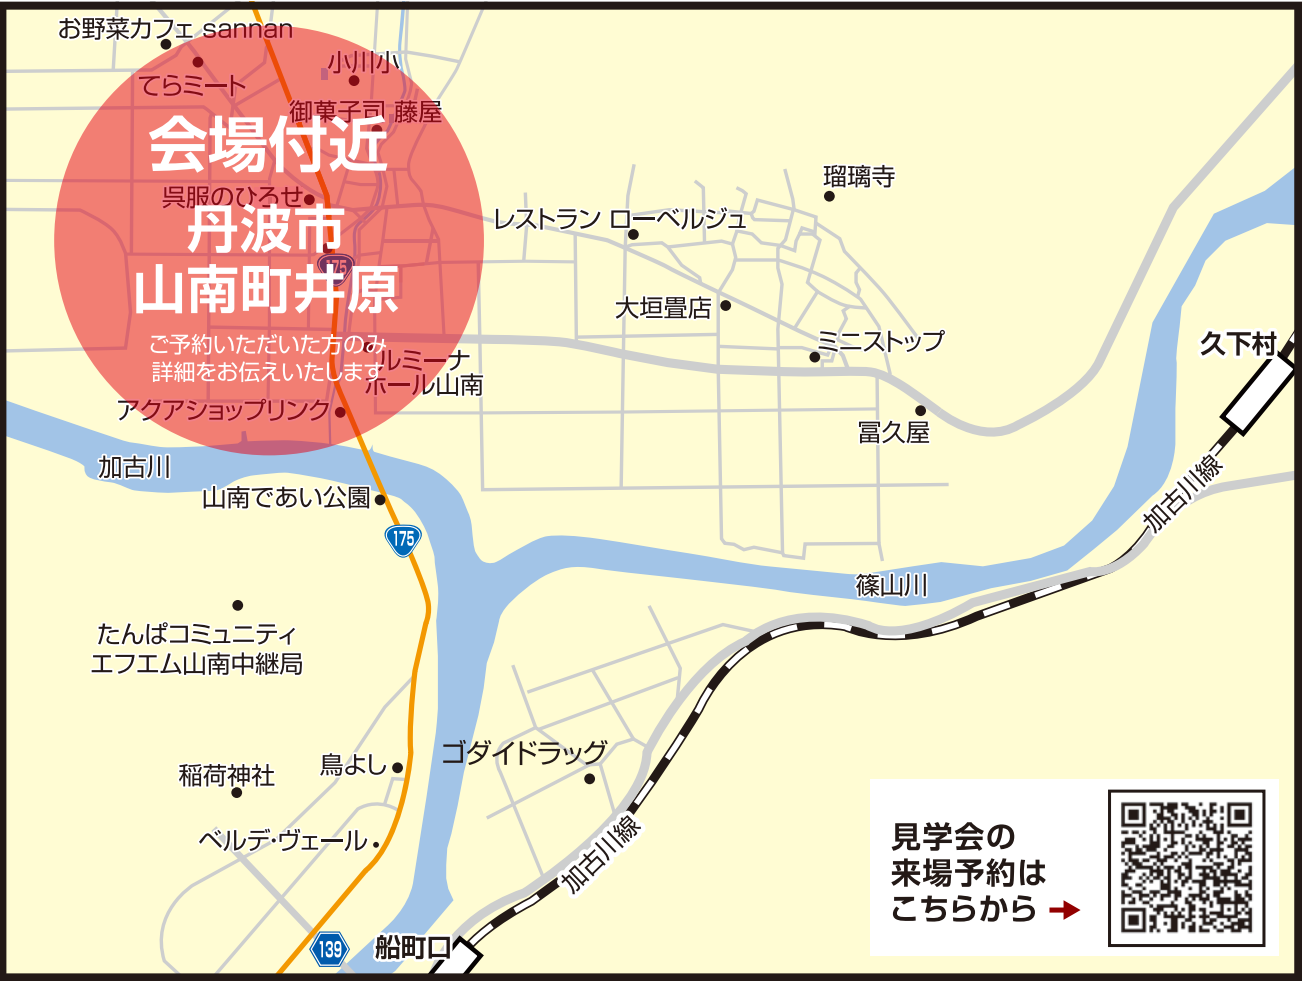 お野菜カフェ sannan
てらミート
小川小
御菓子司 藤屋
会場付近
呉服のひろせ
丹波市
175
山南町井原
ご予約いただいた方のみ
詳細をお伝えいたします
ルミーナ
ホール山南
アクアショップリンク
瑠璃寺
レストラン ローベルジュ
大垣畳店
ミニストップ
冨久屋
久下村
加古川線
加古川
山南であい公園
175
篠山川
たんばコミュニティ
エフエム山南中継局
稲荷神社
鳥よし
ゴダイドラッグ
ベルデ・ヴェール
加古川線
139
船町口
見学会の
来場予約は
こちらから